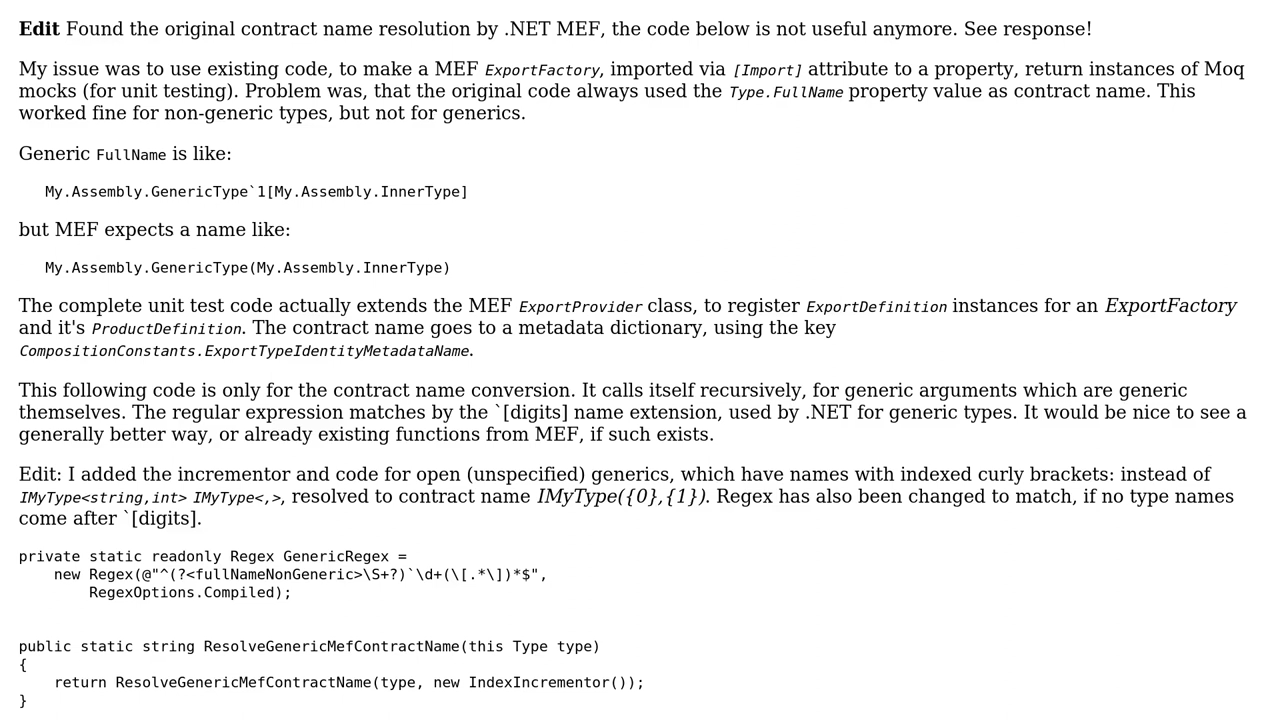 Edit Found the original contract name resolution by .NET MEF, the code below is not useful anymore. See response!
My issue was to use existing code, to make a MEF ExportFactory, imported via [Import] attribute to a property, return instances of Moq
mocks (for unit testing). Problem was, that the original code always used the Type.FullName property value as contract name. This
worked fine for non-generic types, but not for generics.
Generic FullName is like:
My.Assembly.GenericType`1[My.Assembly.InnerType]
but MEF expects a name like:
My.Assembly.GenericType(My.Assembly.InnerType)
The complete unit test code actually extends the MEF ExportProvider class, to register ExportDefinition instances for an ExportFactory
and it's ProductDefinition. The contract name goes to a metadata dictionary, using the key
CompositionConstants.ExportTypeIdentityMetadataName.
This following code is only for the contract name conversion. It calls itself recursively, for generic arguments which are generic
themselves. The regular expression matches by the `[digits] name extension, used by .NET for generic types. It would be nice to see a
generally better way, or already existing functions from MEF, if such exists.
Edit: I added the incrementor and code for open (unspecified) generics, which have names with indexed curly brackets: instead of
IMyType<string,int> IMyType<,>, resolved to contract name IMyType({0},{1}). Regex has also been changed to match, if no type names
come after `[digits].
private static readonly Regex GenericRegex =
    new Regex(@"^(?<fullNameNonGeneric>\S+?)`\d+(\[.*\])*$",
        RegexOptions.Compiled);
public static string ResolveGenericMefContractName(this Type type)
{
    return ResolveGenericMefContractName(type, new IndexIncrementor());
}